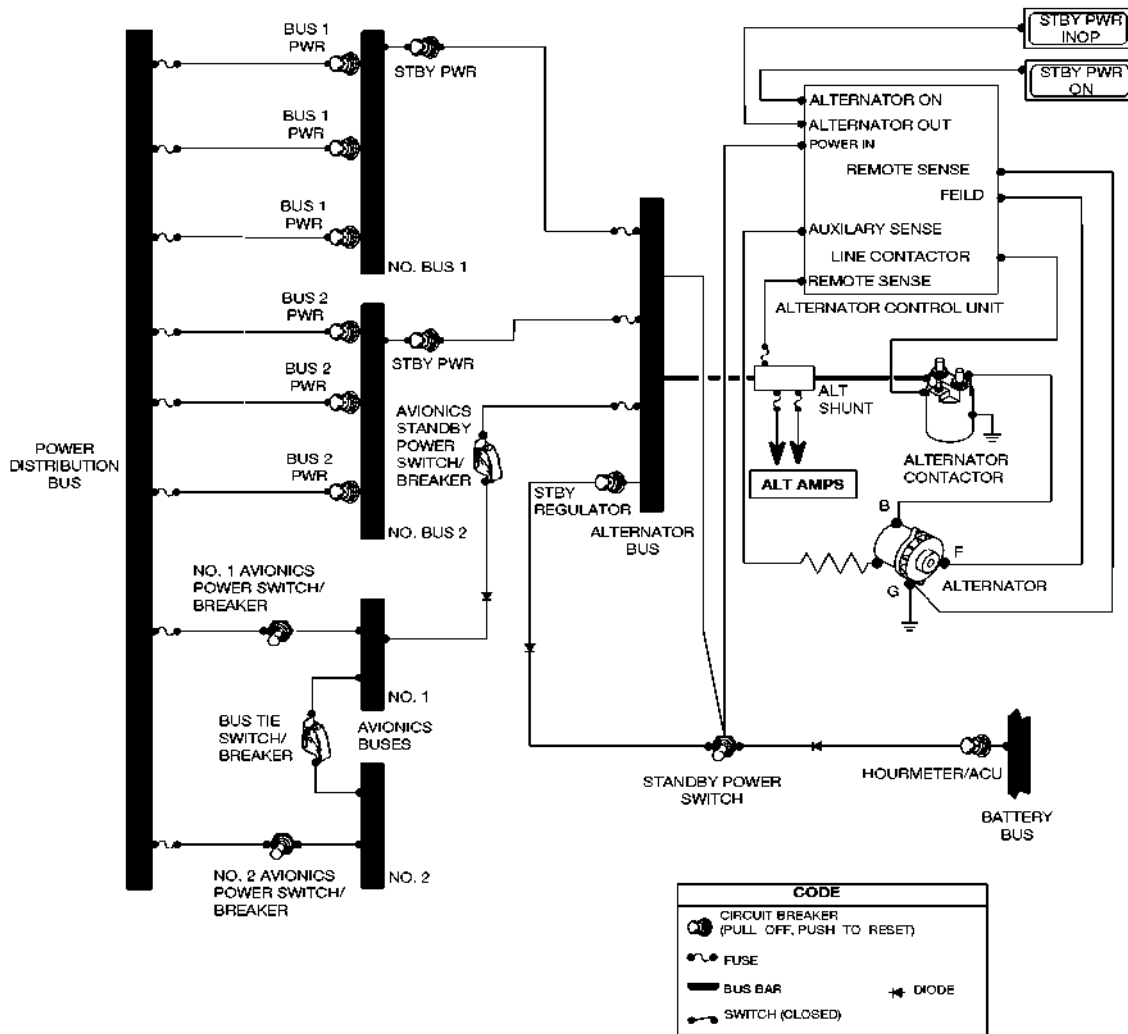 BUS 1
PWR
STBY PWR
STBY PWR
INOP
STBY PWR
ON
ALTERNATOR ON
ALTERNATOR OUT
POWER IN
REMOTE SENSE
FEILD
AUXILARY SENSE
LINE CONTACTOR
REMOTE SENSE
ALTERNATOR CONTROL UNIT
BUS 1
PWR
BUS 1
PWR
NO. BUS 1
BUS 2
PWR
STBY PWR
BUS 2
PWR
BUS 2
PWR
NO. BUS 2
POWER
DISTRIBUTION
BUS
AVIONICS
STANDBY
POWER
SWITCH/
BREAKER
STBY
REGULATOR
ALTERNATOR
BUS
ALT
SHUNT
ALT AMPS
ALTERNATOR
CONTACTOR
B
F
G
ALTERNATOR
NO. 1 AVIONICS
POWER SWITCH/
BREAKER
NO. 1
BUS TIE
SWITCH/
BREAKER
AVIONICS
BUSES
NO. 2 AVIONICS
POWER SWITCH/
BREAKER
NO. 2
STANDBY POWER
SWITCH
HOURMETER/ACU
BATTERY
BUS
CODE
CIRCUIT BREAKER
(PULL OFF, PUSH TO RESET)
FUSE
BUS BAR
DIODE
SWITCH (CLOSED)